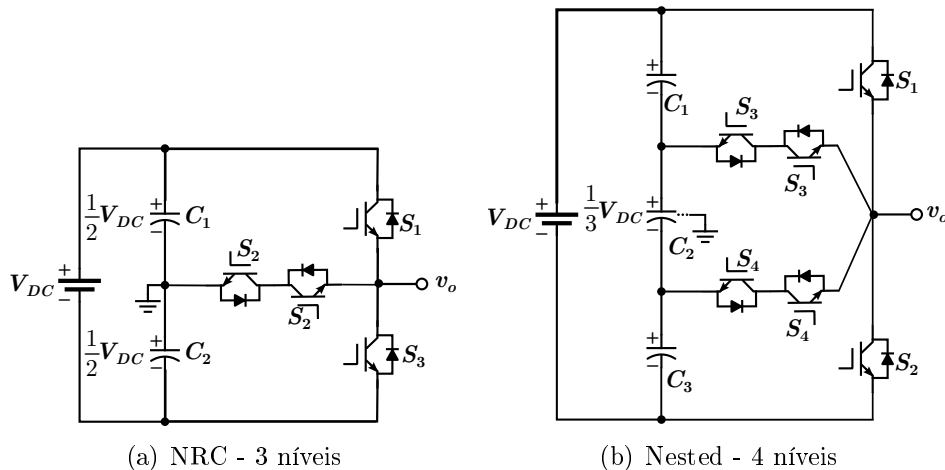 +
−
V_DC
1/2 V_DC
+
−
C_1
1/2 V_DC
+
−
C_2
S_2
S_2
S_1
S_3
v_o
(a) NRC - 3 níveis
V_DC
+
−
+
−
C_1
1/3 V_DC
+
−
C_2
+
−
C_3
S_3
S_3
S_4
S_4
S_1
S_2
v_o
(b) Nested - 4 níveis